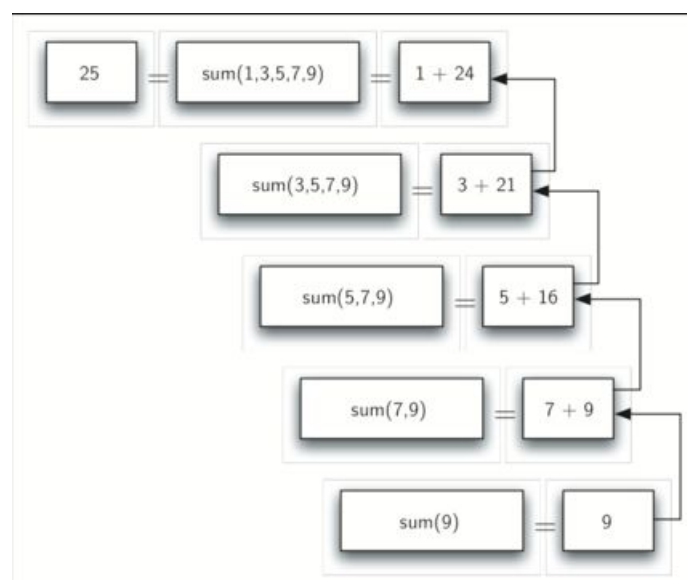 25 = sum(1,3,5,7,9) = 1 + 24
sum(3,5,7,9) = 3 + 21
sum(5,7,9) = 5 + 16
sum(7,9) = 7 + 9
sum(9) = 9